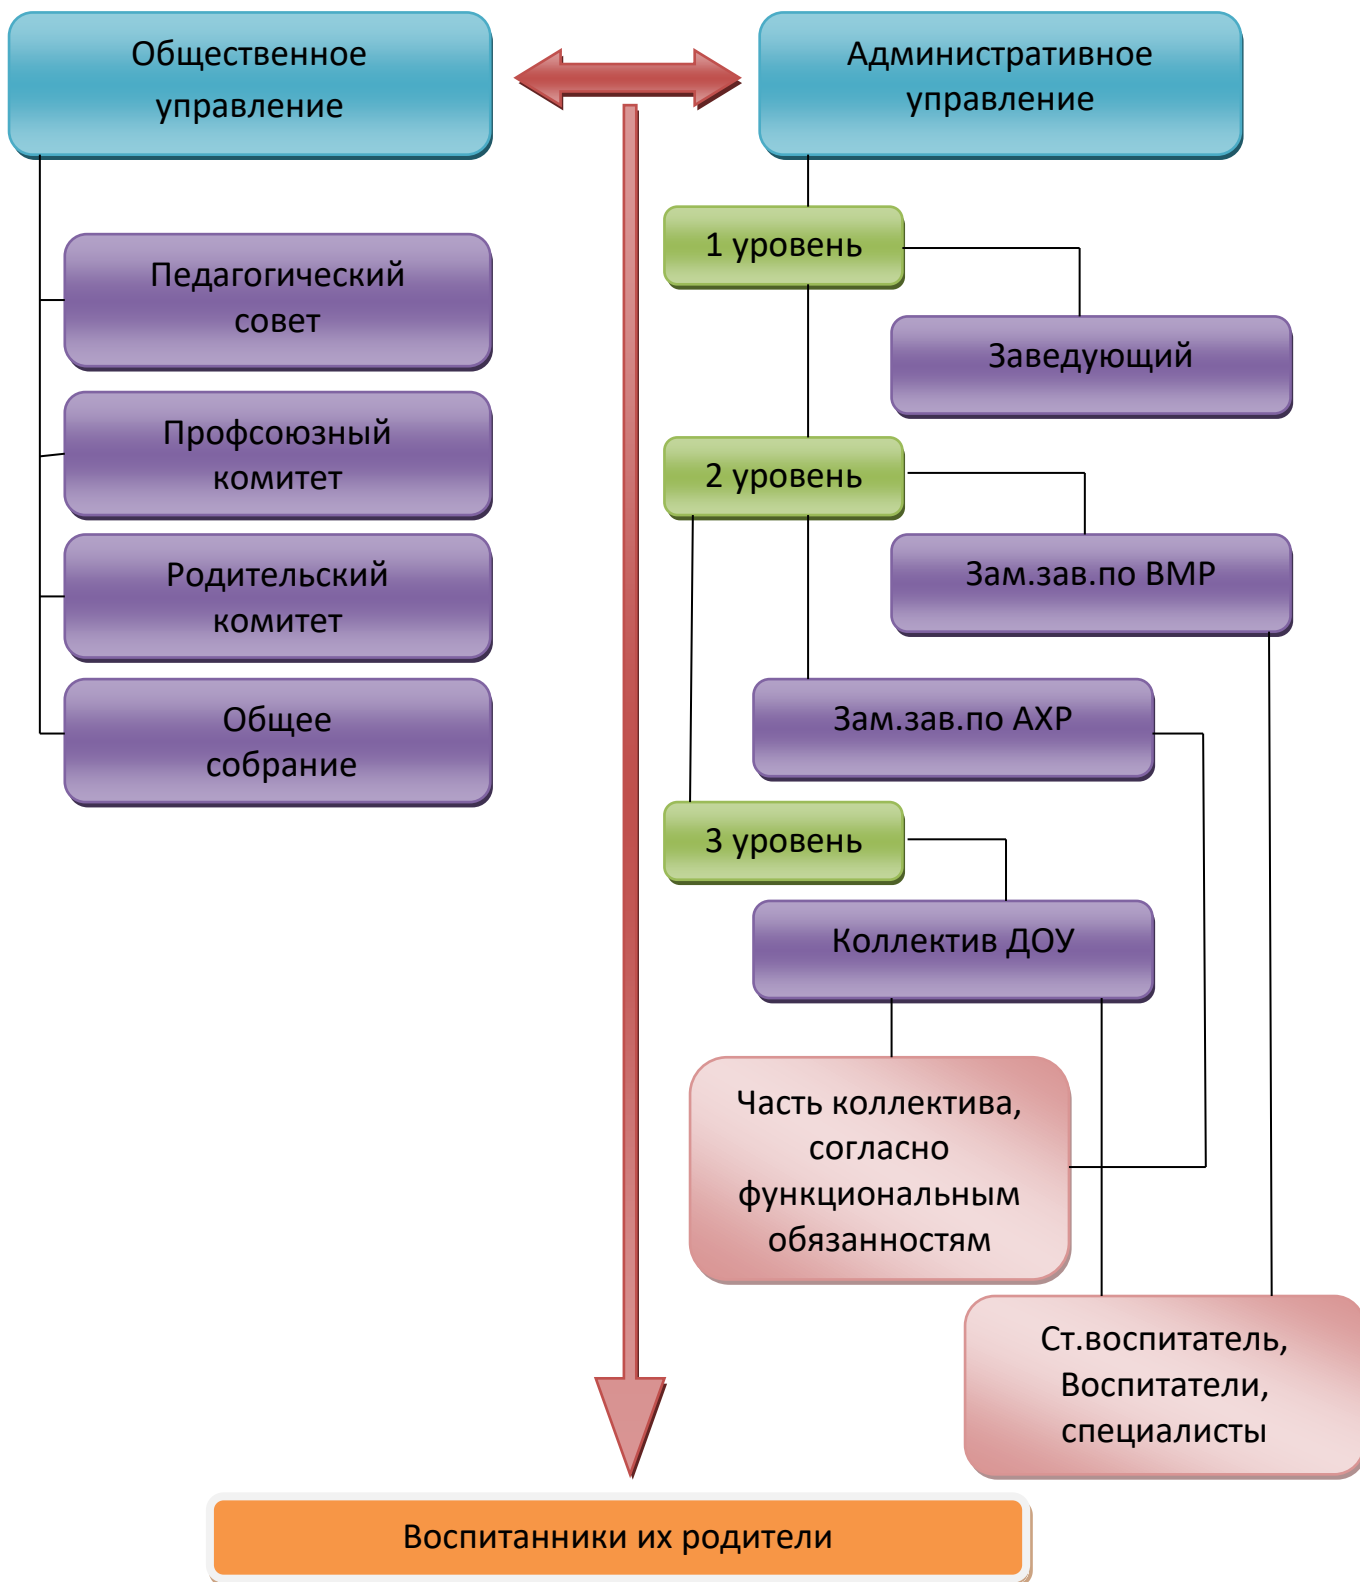 Общественное
управление
Педагогический
совет
Профсоюзный
комитет
Родительский
комитет
Общее
собрание
Административное
управление
1 уровень
Заведующий
2 уровень
Зам.зав.по ВМР
Зам.зав.по АХР
3 уровень
Коллектив ДОУ
Часть коллектива,
согласно
функциональным
обязанностям
Ст.воспитатель,
Воспитатели,
специалисты
Воспитанники их родители